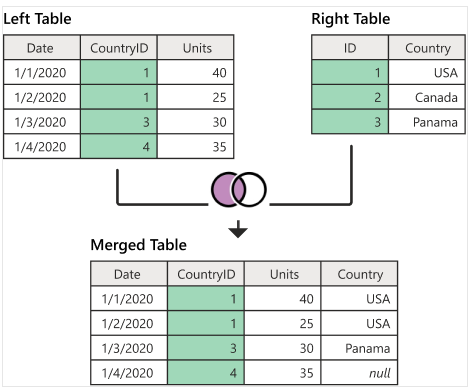 Left Table
Date CountryID Units
1/1/2020 1 40
1/2/2020 1 25
1/3/2020 3 30
1/4/2020 4 35
Right Table
ID Country
1 USA
2 Canada
3 Panama
Merged Table
Date CountryID Units Country
1/1/2020 1 40 USA
1/2/2020 1 25 USA
1/3/2020 3 30 Panama
1/4/2020 4 35 null